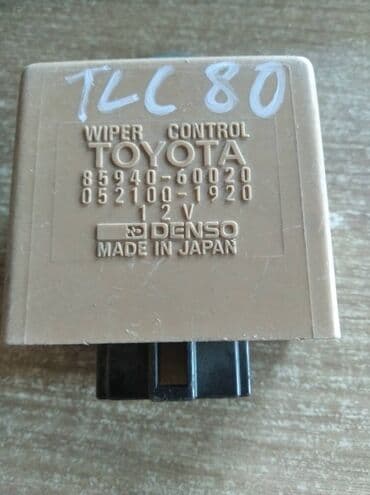 TLC 80
WIPER CONTROL
TOYOTA
85940-60020
052100-1920
12V
DENSO
MADE IN JAPAN